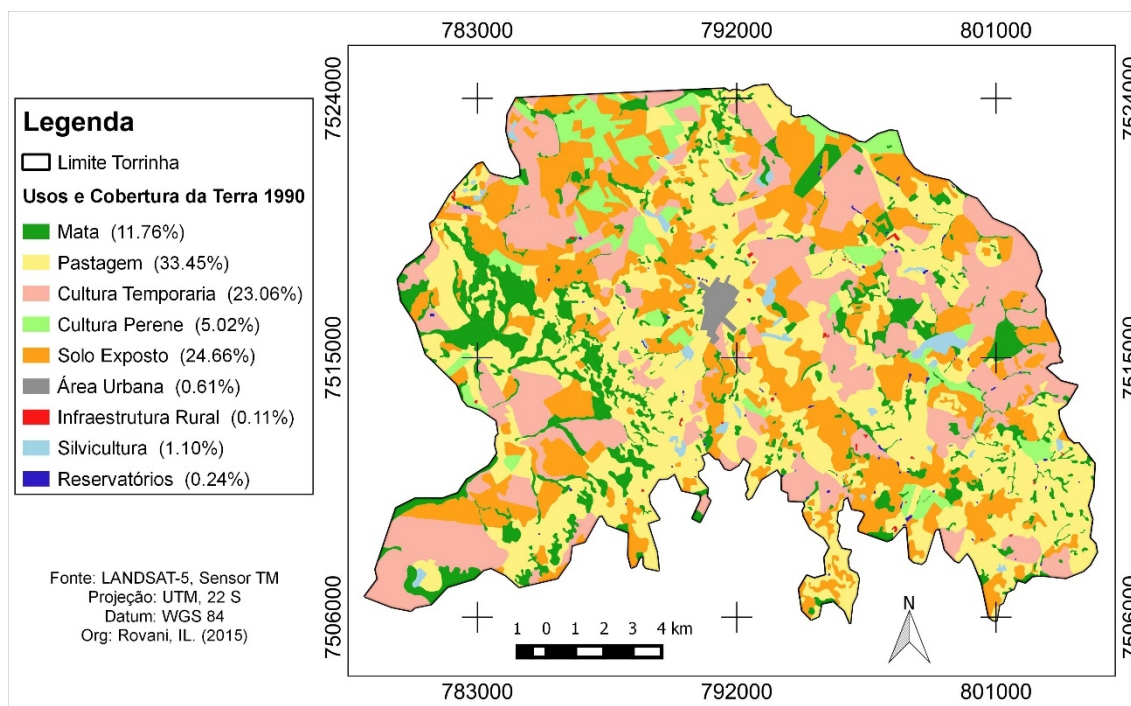 783000 792000 801000
7524000 7524000
Legenda
Limite Torrinha
Usos e Cobertura da Terra 1990
Mata (11.76%)
Pastagem (33.45%)
Cultura Temporaria (23.06%)
Cultura Perene (5.02%)
Solo Exposto (24.66%)
Área Urbana (0.61%)
Infraestrutura Rural (0.11%)
Silvicultura (1.10%)
Reservatórios (0.24%)
7515000 7515000
Fonte: LANDSAT-5, Sensor TM
Projeção: UTM, 22 S
Datum: WGS 84
Org: Rovani, IL. (2015)
7506000 7506000
N
1 0 1 2 3 4 km
783000 792000 801000